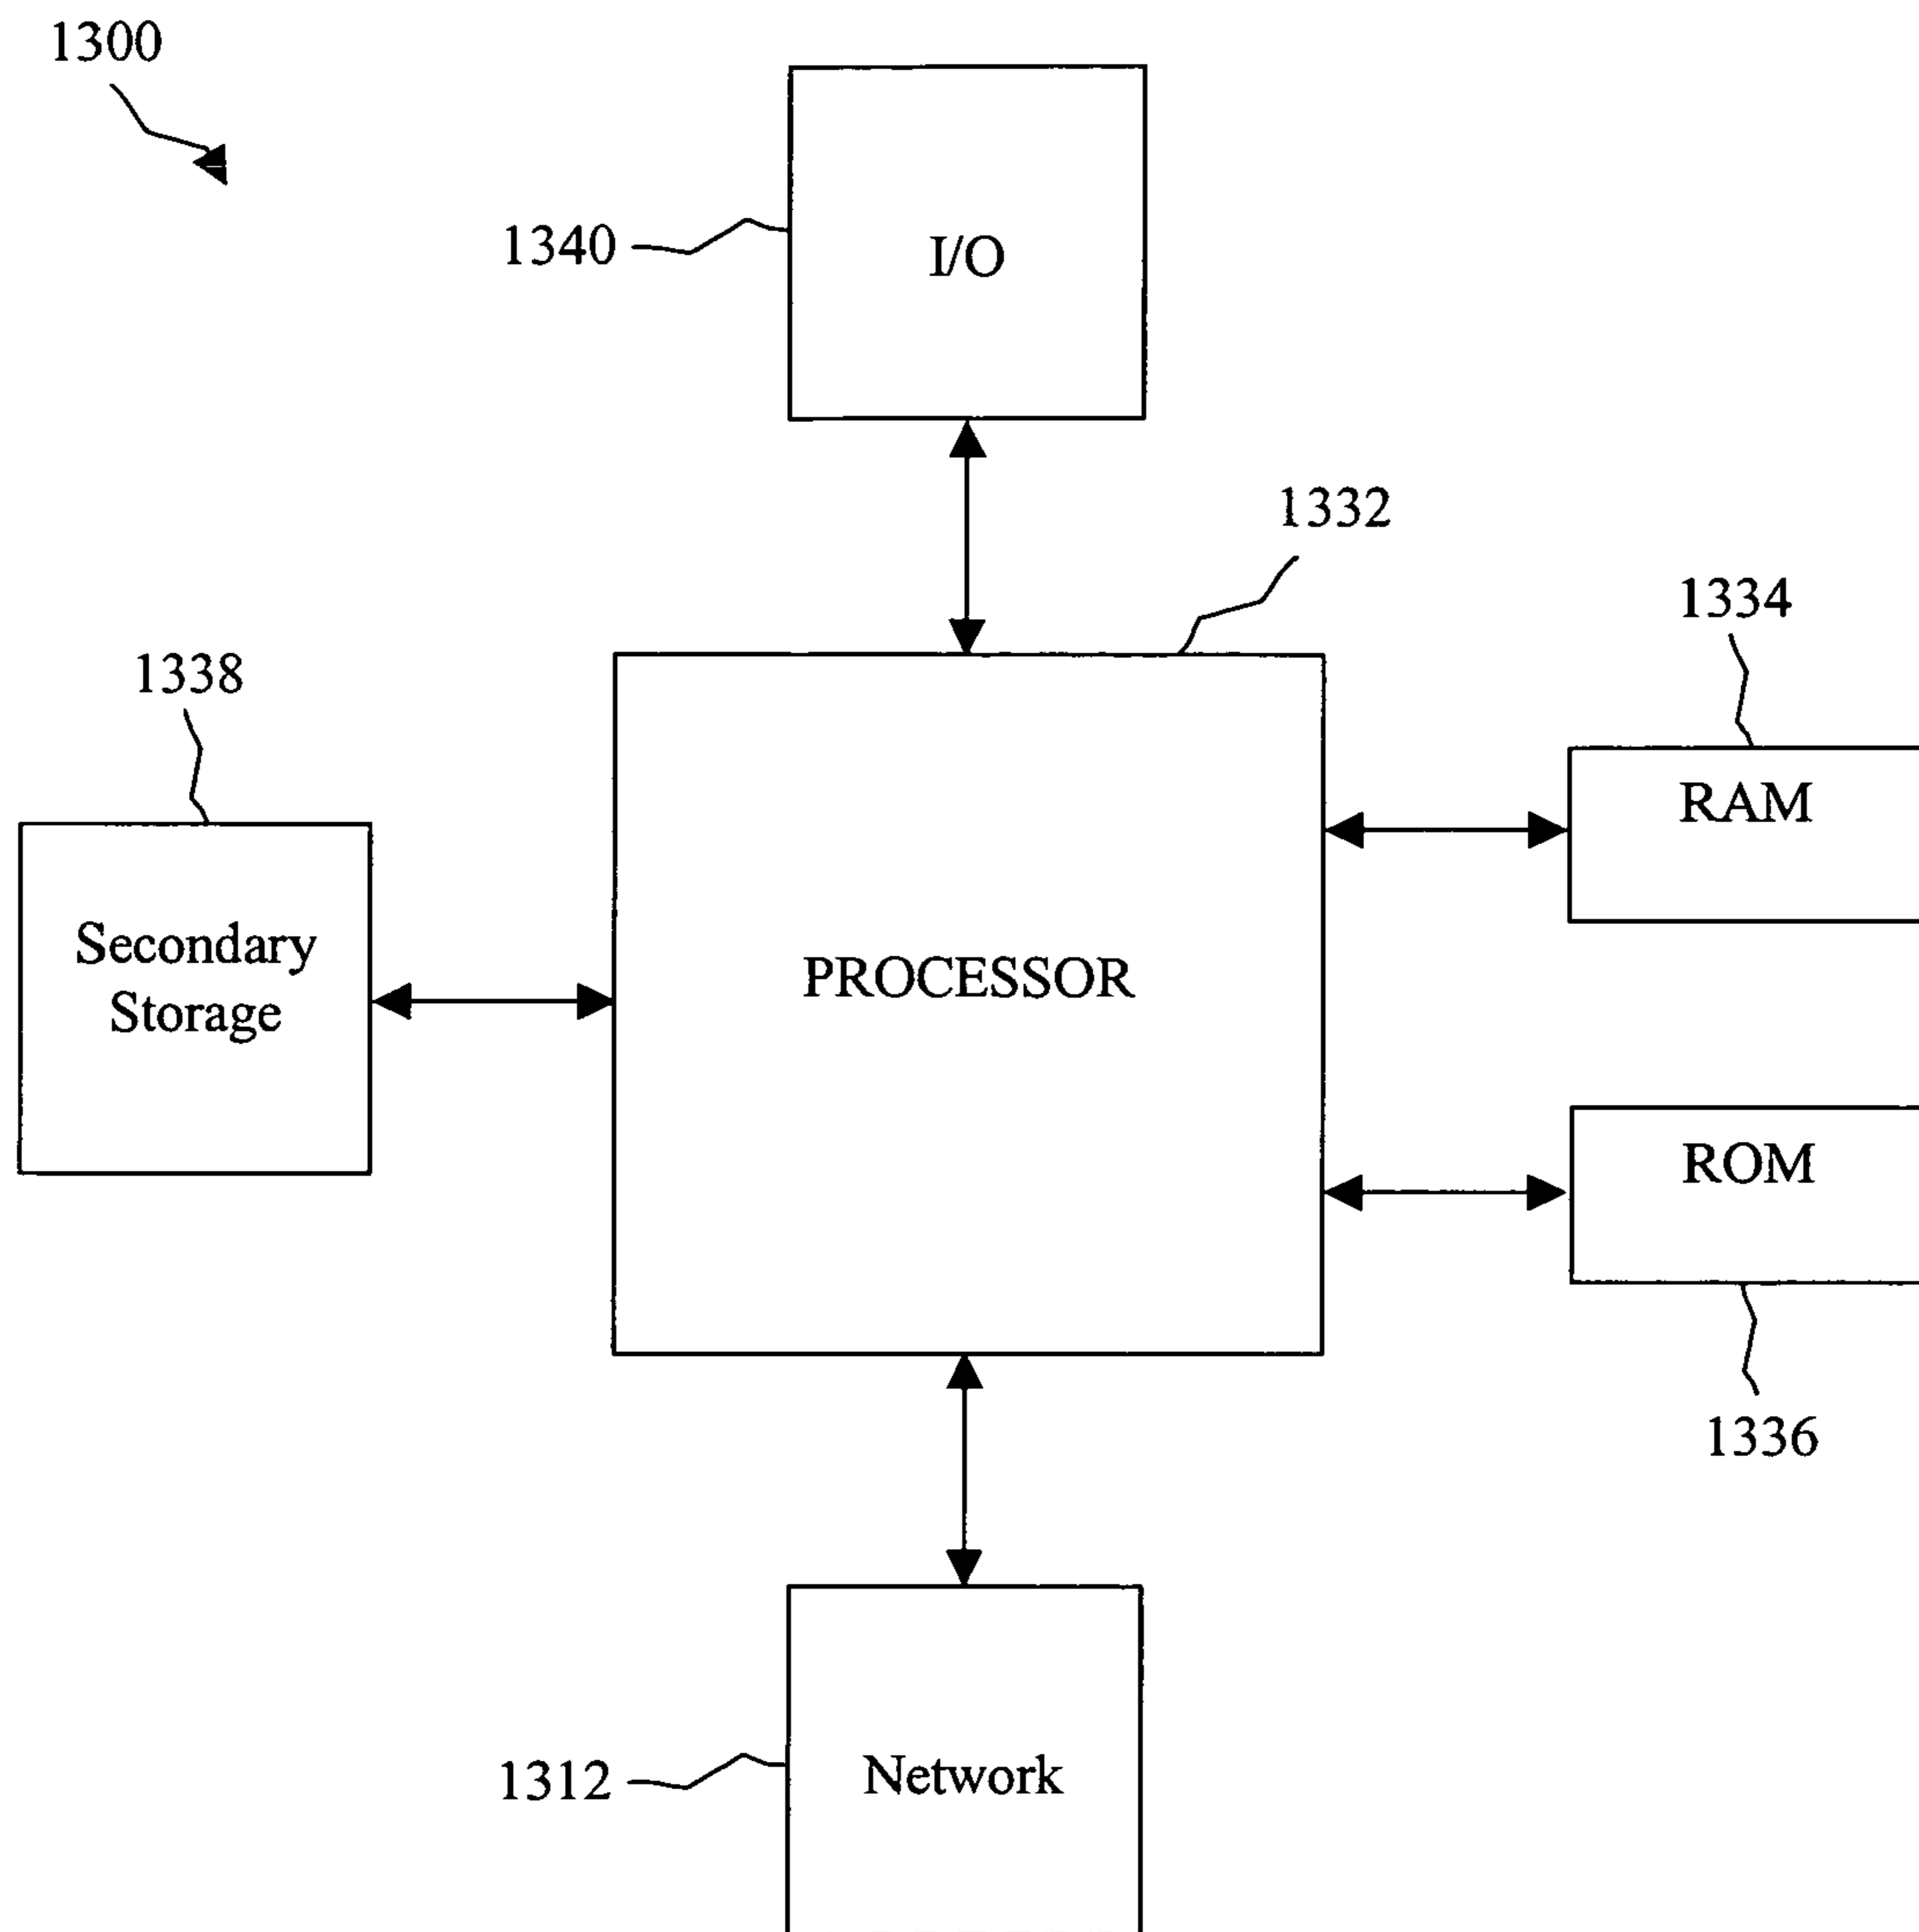 1300
1340
I/O
1332
1334
1338
RAM
Secondary
Storage
PROCESSOR
ROM
1336
1312
Network